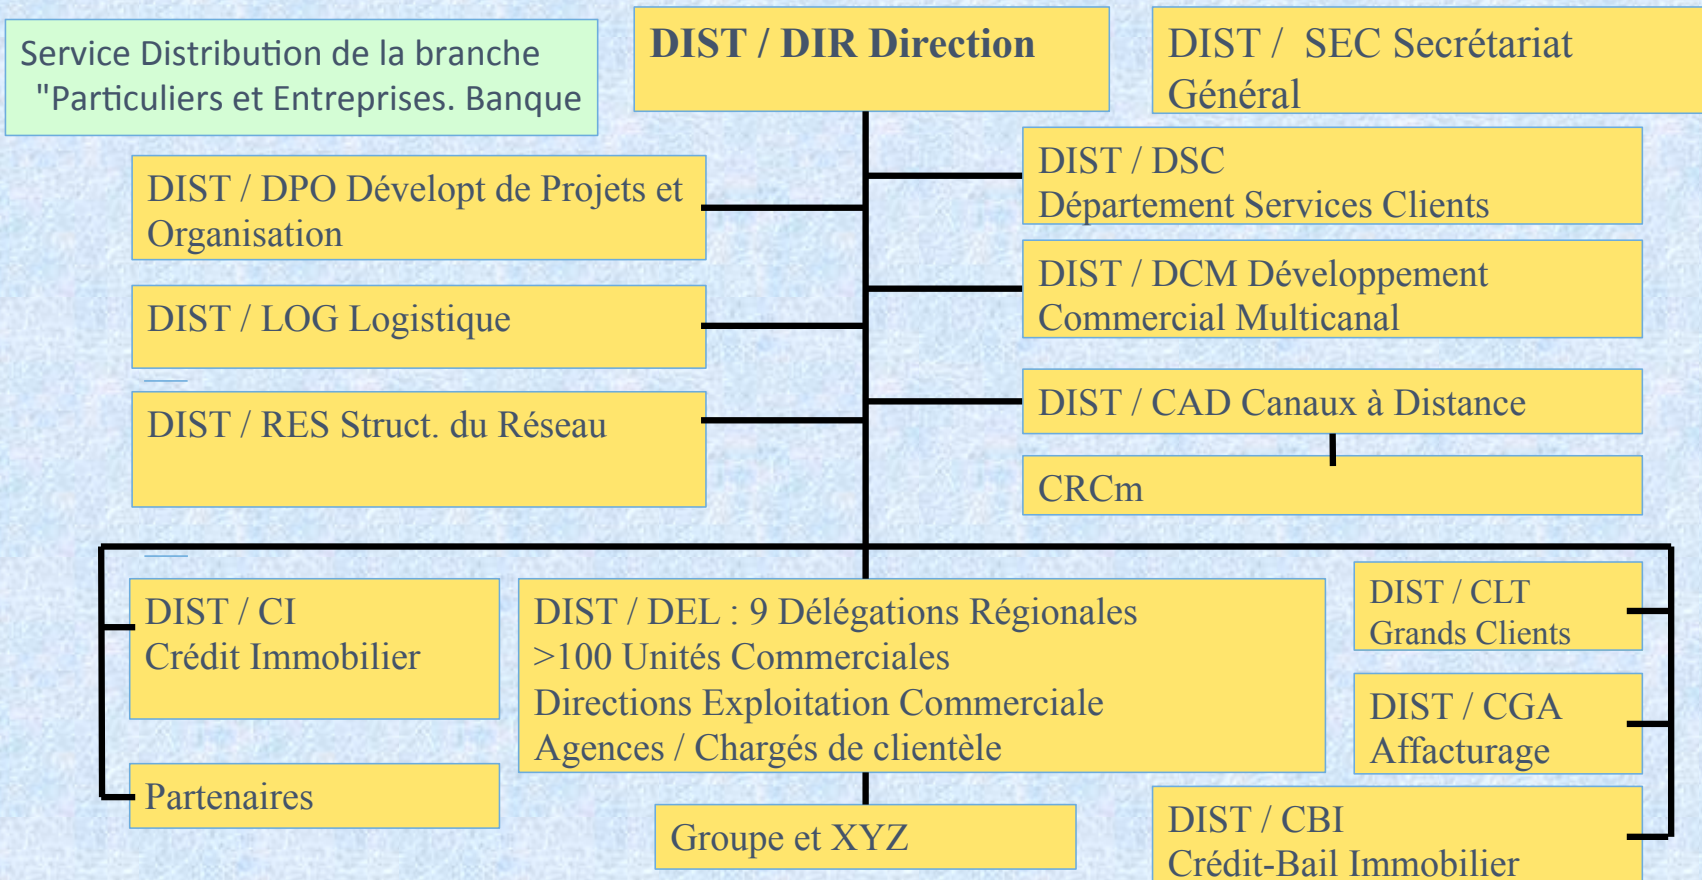 Service Distribution de la branche
"Particuliers et Entreprises. Banque
DIST / DIR Direction
DIST / SEC Secrétariat
Général
DIST / DPO Dévelopt de Projets et
Organisation
DIST / DSC
Département Services Clients
DIST / LOG Logistique
DIST / DCM Développement
Commercial Multicanal
DIST / RES Struct. du Réseau
DIST / CAD Canaux à Distance
CRCm
DIST / CI
Crédit Immobilier
Partenaires
DIST / DEL : 9 Délégations Régionales
>100 Unités Commerciales
Directions Exploitation Commerciale
Agences / Chargés de clientèle
Groupe et XYZ
DIST / CLT
Grands Clients
DIST / CGA
Affacturage
DIST / CBI
Crédit-Bail Immobilier